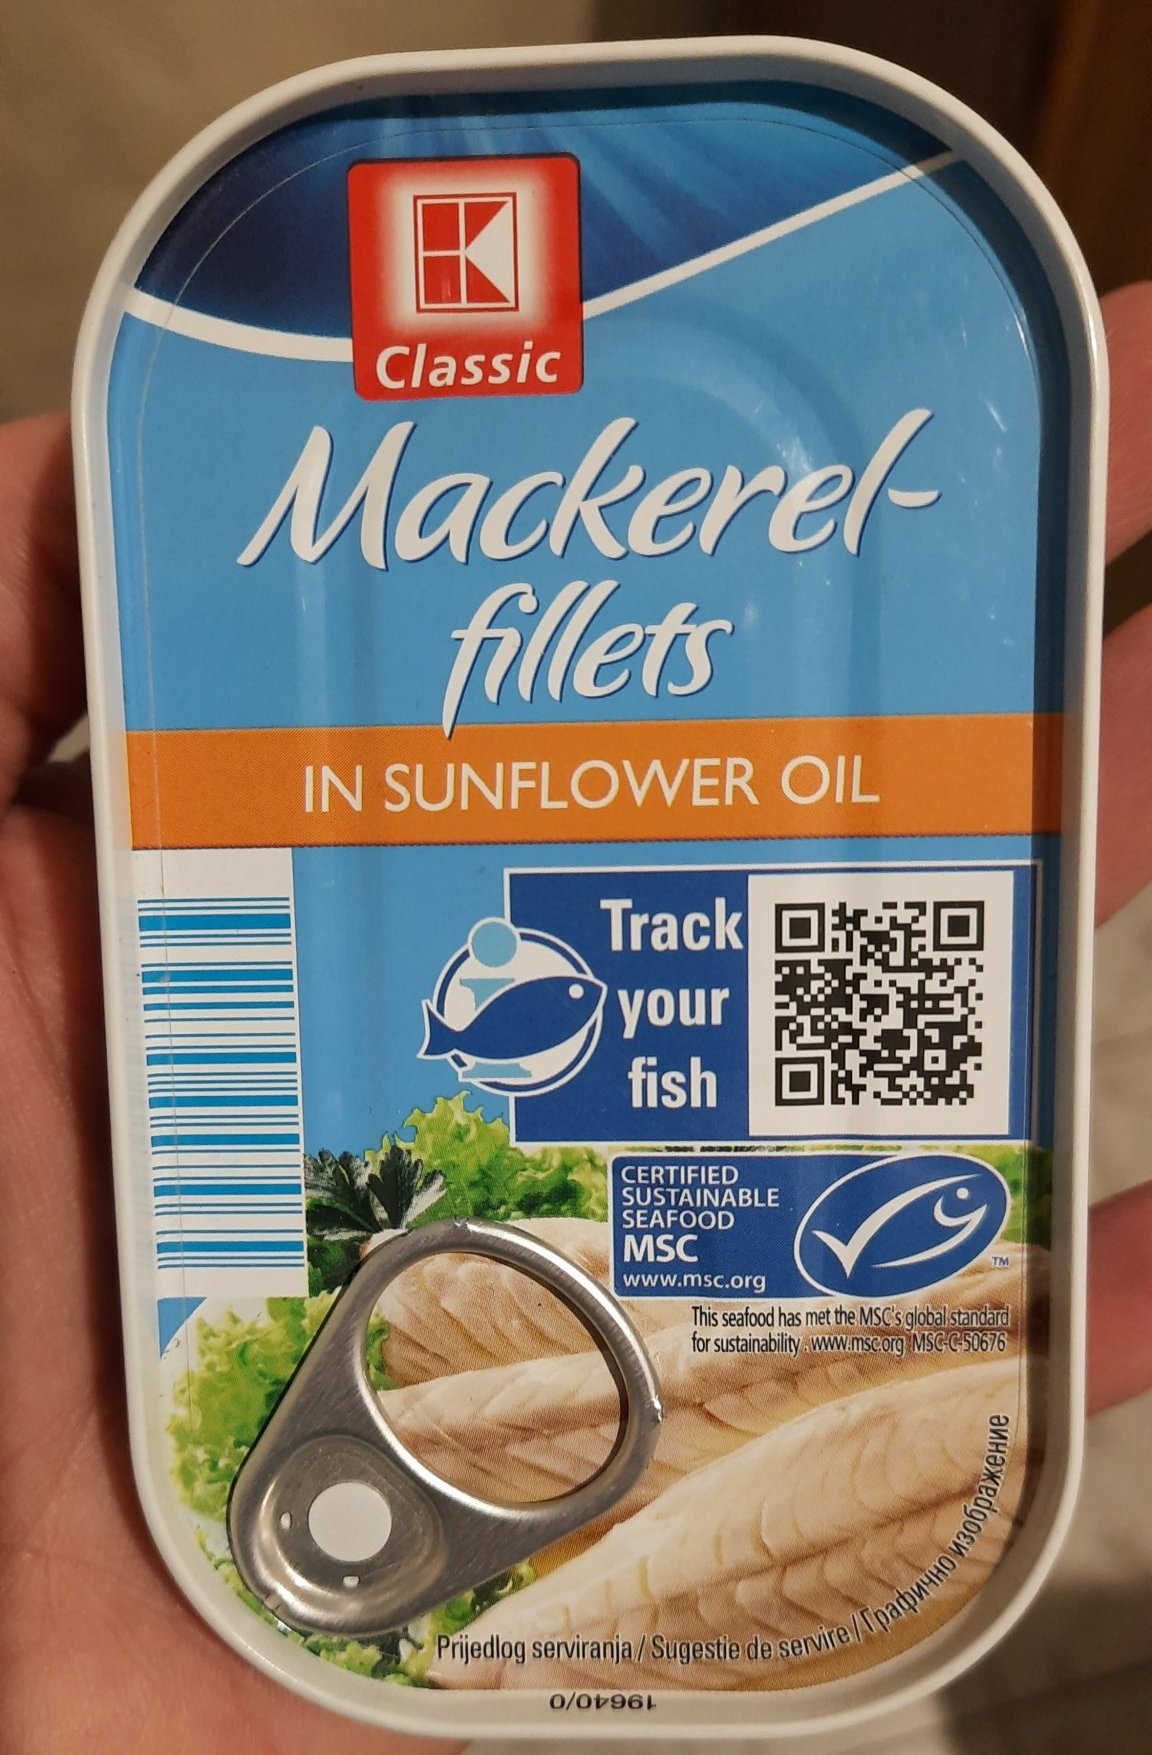 Classic
Mackerel-
fillets
IN SUNFLOWER OIL
Track
your
fish
CERTIFIED
SUSTAINABLE
SEAFOOD
MSC
www.msc.org
TM
This seafood has met the MSC's global standard
for sustainability . www.msc.org MSC-C-50676
Prijedlog serviranja / Sugestie de servire / Графично изображение
19640/0